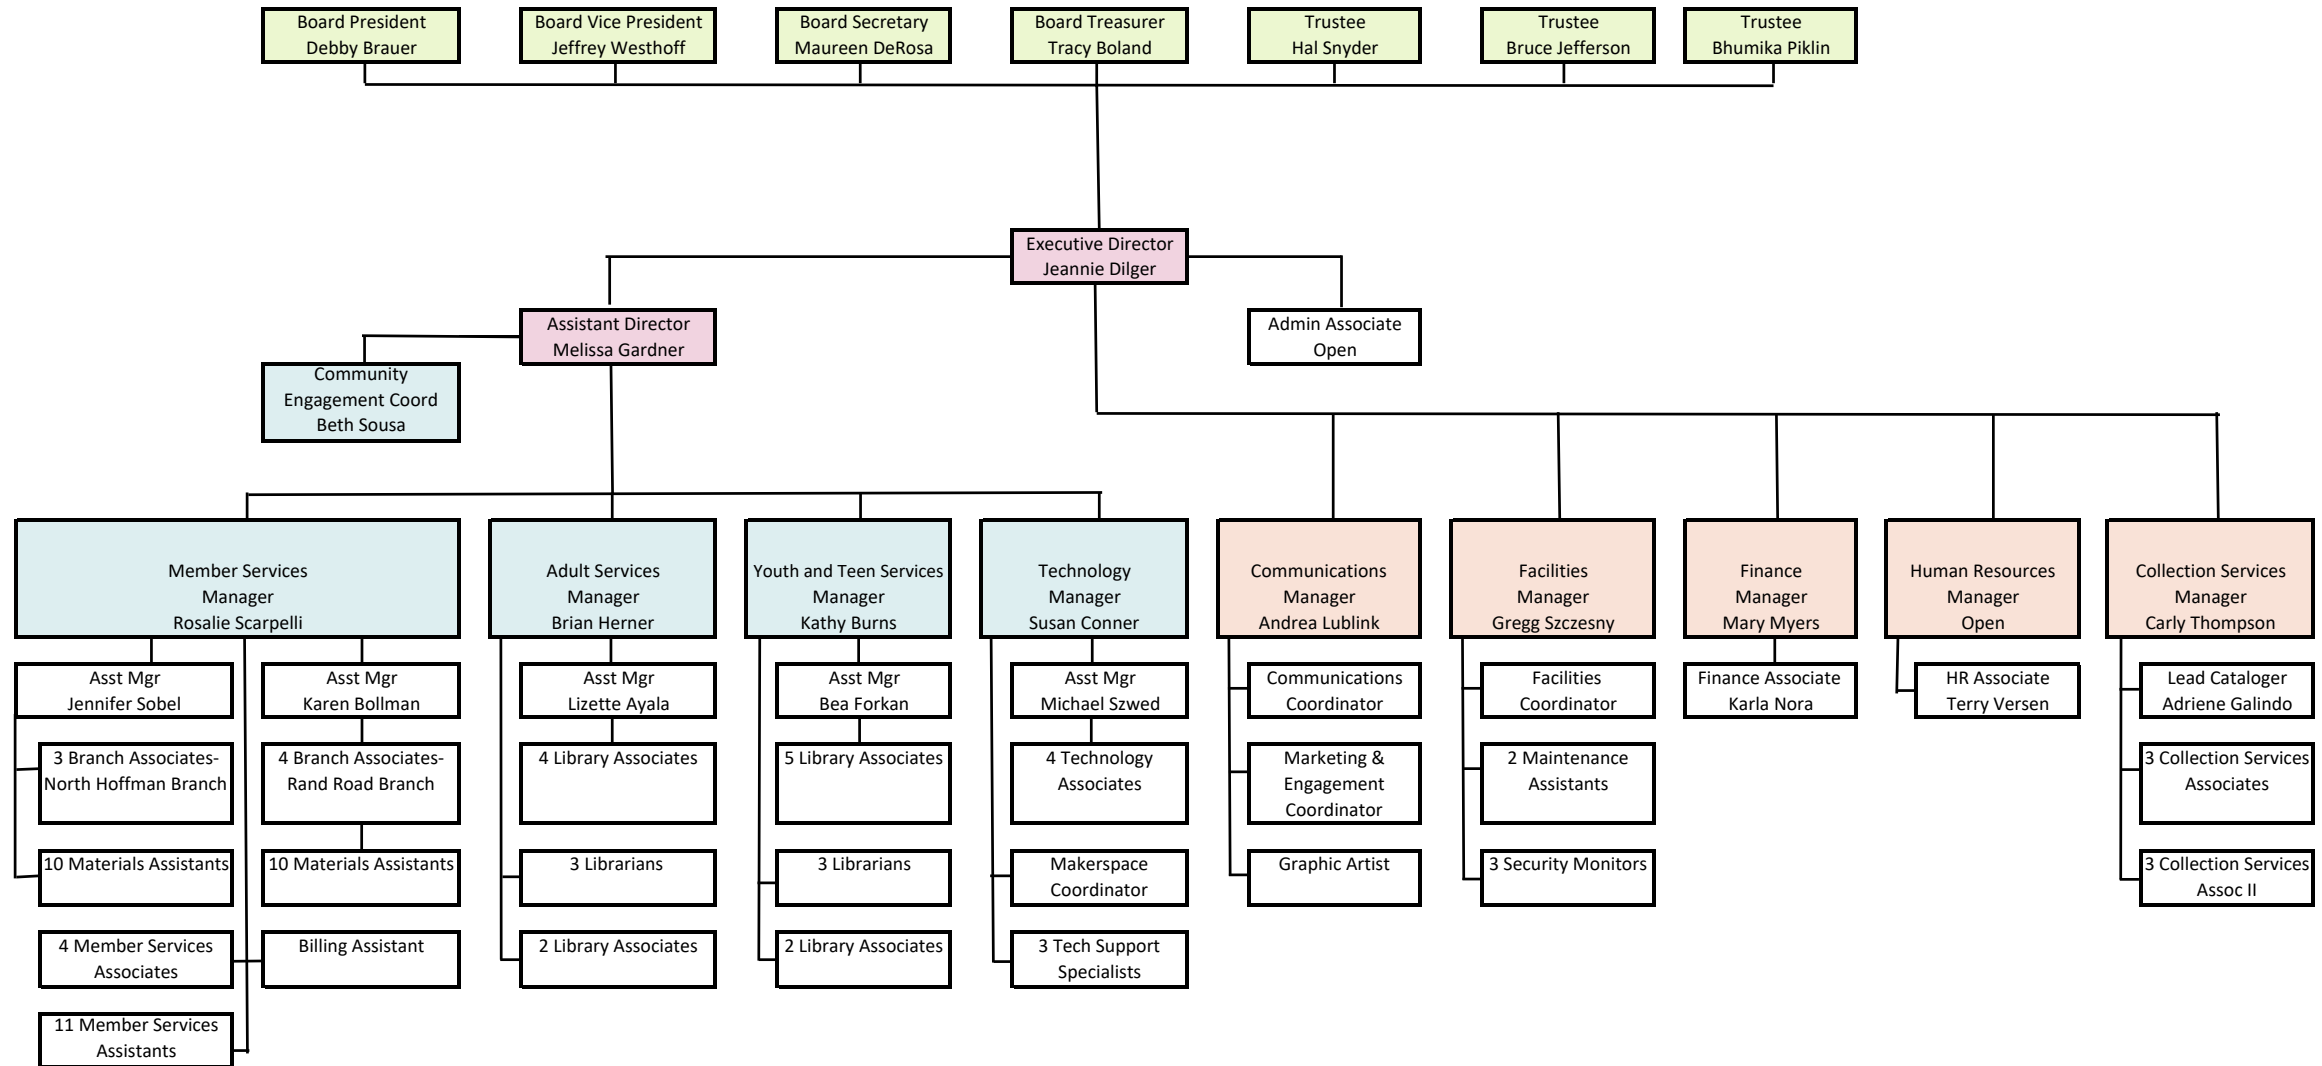 Board President
Debby Brauer
Board Vice President
Jeffrey Westhoff
Board Secretary
Maureen DeRosa
Board Treasurer
Tracy Boland
Trustee
Hal Snyder
Trustee
Bruce Jefferson
Trustee
Bhumika Piklin
Executive Director
Jeannie Dilger
Assistant Director
Melissa Gardner
Admin Associate
Open
Community
Engagement Coord
Beth Sousa
Member Services
Manager
Rosalie Scarpelli
Adult Services
Manager
Brian Herner
Youth and Teen Services
Manager
Kathy Burns
Technology
Manager
Susan Conner
Communications
Manager
Andrea Lublink
Facilities
Manager
Gregg Szczesny
Finance
Manager
Mary Myers
Human Resources
Manager
Open
Collection Services
Manager
Carly Thompson
Asst Mgr
Jennifer Sobel
Asst Mgr
Karen Bollman
Asst Mgr
Lizette Ayala
Asst Mgr
Bea Forkan
Asst Mgr
Michael Szwed
Communications
Coordinator
Facilities
Coordinator
Finance Associate
Karla Nora
HR Associate
Terry Versen
Lead Cataloger
Adriene Galindo
3 Branch Associates-
North Hoffman Branch
4 Branch Associates-
Rand Road Branch
4 Library Associates
5 Library Associates
4 Technology
Associates
Marketing &
Engagement
Coordinator
2 Maintenance
Assistants
3 Collection Services
Associates
10 Materials Assistants
10 Materials Assistants
3 Librarians
3 Librarians
Makerspace
Coordinator
Graphic Artist
3 Security Monitors
3 Collection Services
Assoc II
4 Member Services
Associates
Billing Assistant
2 Library Associates
2 Library Associates
3 Tech Support
Specialists
11 Member Services
Assistants